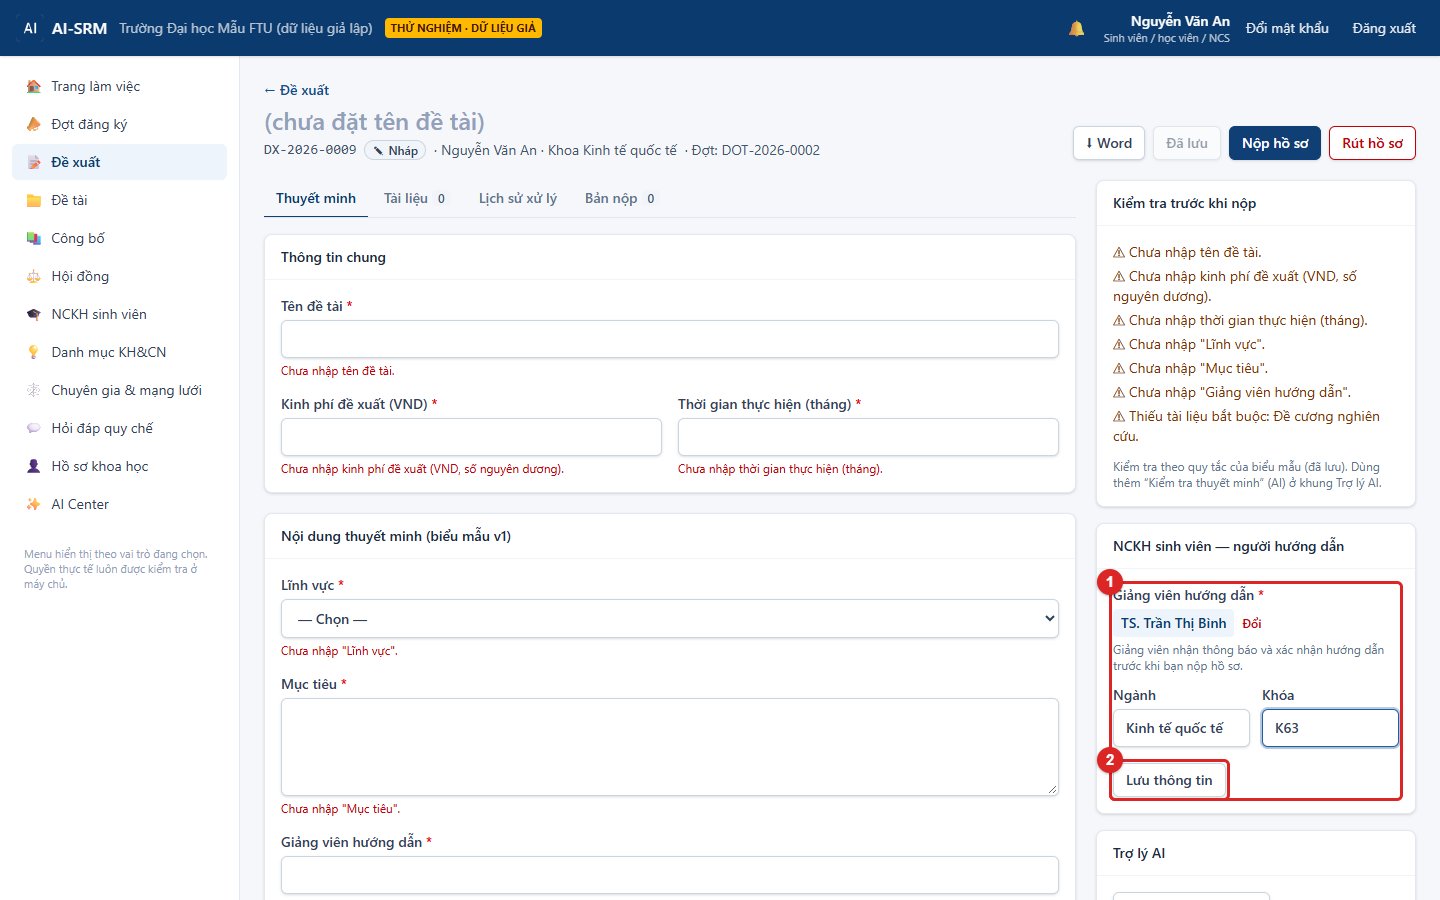 AI AI-SRM Trường Đại học Mẫu FTU (dữ liệu giả lập) THỬ NGHIỆM · DỮ LIỆU GIẢ
Nguyễn Văn An
Sinh viên / học viên / NCS
Đổi mật khẩu
Đăng xuất
Trang làm việc
Đợt đăng ký
Đề xuất
Đề tài
Công bố
Hội đồng
NCKH sinh viên
Danh mục KH&CN
Chuyên gia & mạng lưới
Hỏi đáp quy chế
Hồ sơ khoa học
AI Center
Menu hiển thị theo vai trò đang chọn.
Quyền thực tế luôn được kiểm tra ở
máy chủ.
← Đề xuất
(chưa đặt tên đề tài)
DX-2026-0009 Nháp · Nguyễn Văn An · Khoa Kinh tế quốc tế · Đợt: DOT-2026-0002
⭳ Word
Đã lưu
Nộp hồ sơ
Rút hồ sơ
Thuyết minh
Tài liệu 0
Lịch sử xử lý
Bản nộp 0
Thông tin chung
Tên đề tài *
Chưa nhập tên đề tài.
Kinh phí đề xuất (VND) *
Thời gian thực hiện (tháng) *
Chưa nhập kinh phí đề xuất (VND, số nguyên dương).
Chưa nhập thời gian thực hiện (tháng).
Nội dung thuyết minh (biểu mẫu v1)
Lĩnh vực *
— Chọn —
Chưa nhập "Lĩnh vực".
Mục tiêu *
Chưa nhập "Mục tiêu".
Giảng viên hướng dẫn *
Kiểm tra trước khi nộp
⚠ Chưa nhập tên đề tài.
⚠ Chưa nhập kinh phí đề xuất (VND, số
nguyên dương).
⚠ Chưa nhập thời gian thực hiện (tháng).
⚠ Chưa nhập "Lĩnh vực".
⚠ Chưa nhập "Mục tiêu".
⚠ Chưa nhập "Giảng viên hướng dẫn".
⚠ Thiếu tài liệu bắt buộc: Đề cương nghiên
cứu.
Kiểm tra theo quy tắc của biểu mẫu (đã lưu). Dùng
thêm “Kiểm tra thuyết minh” (AI) ở khung Trợ lý AI.
NCKH sinh viên — người hướng dẫn
1
Giảng viên hướng dẫn *
TS. Trần Thị Bình Đổi
Giảng viên nhận thông báo và xác nhận hướng dẫn
trước khi bạn nộp hồ sơ.
Ngành
Khóa
Kinh tế quốc tế
K63
2
Lưu thông tin
Trợ lý AI